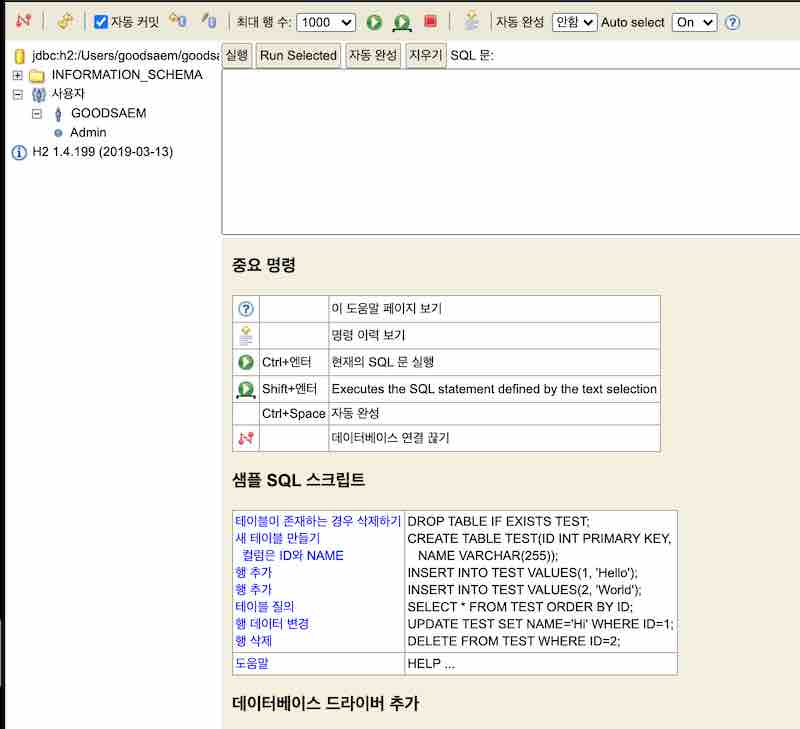 자동 커밋 최대 행 수: 1000 자동 완성 안함 Auto select On
jdbc:h2:/Users/goodsaem/goodsa
INFORMATION_SCHEMA
사용자
GOODSAEM
Admin
H2 1.4.199 (2019-03-13)
실행 Run Selected 자동 완성 지우기 SQL 문:
중요 명령
이 도움말 페이지 보기
명령 이력 보기
Ctrl+엔터 현재의 SQL 문 실행
Shift+엔터 Executes the SQL statement defined by the text selection
Ctrl+Space 자동 완성
데이터베이스 연결 끊기
샘플 SQL 스크립트
테이블이 존재하는 경우 삭제하기 DROP TABLE IF EXISTS TEST;
새 테이블 만들기 CREATE TABLE TEST(ID INT PRIMARY KEY,
컬럼은 ID와 NAME NAME VARCHAR(255));
행 추가 INSERT INTO TEST VALUES(1, 'Hello');
행 추가 INSERT INTO TEST VALUES(2, 'World');
테이블 질의 SELECT * FROM TEST ORDER BY ID;
행 데이터 변경 UPDATE TEST SET NAME='Hi' WHERE ID=1;
행 삭제 DELETE FROM TEST WHERE ID=2;
도움말 HELP ...
데이터베이스 드라이버 추가